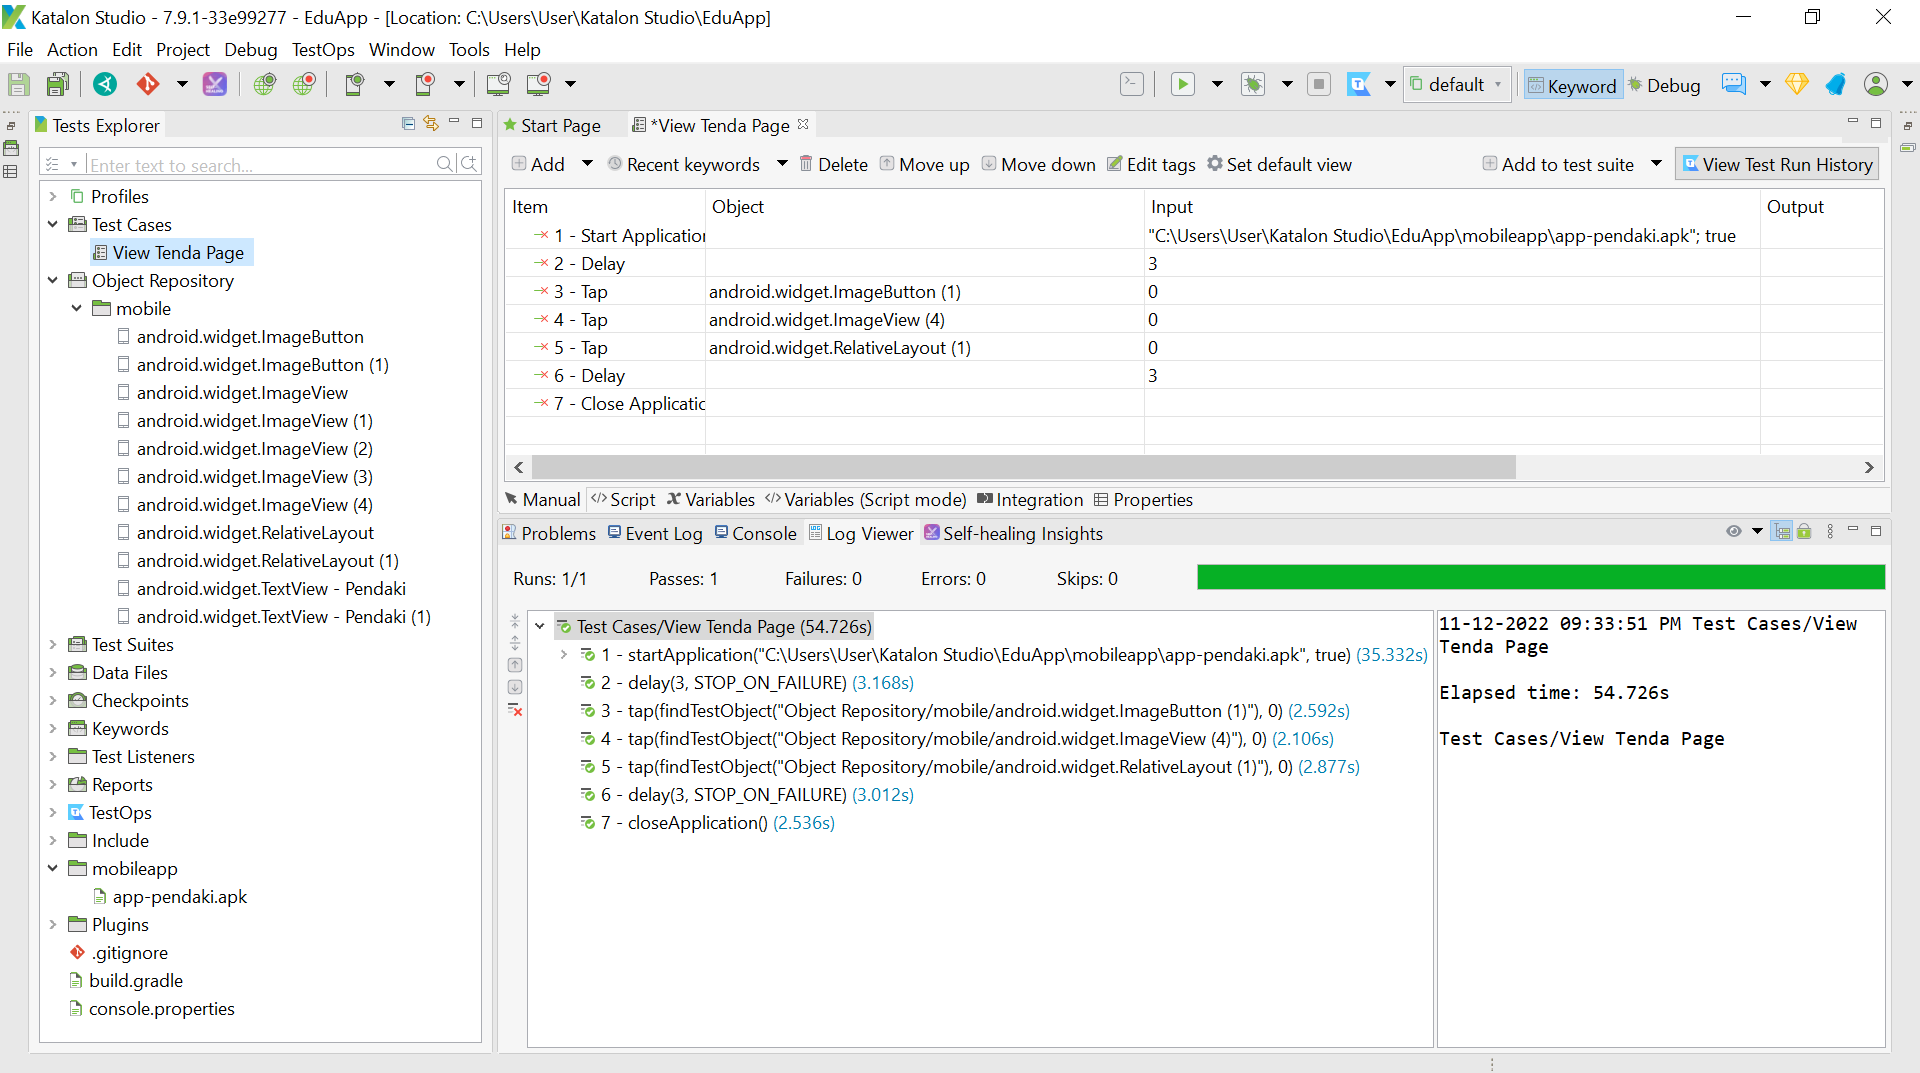 Katalon Studio - 7.9.1-33e99277 - EduApp - [Location: C:\Users\User\Katalon Studio\EduApp]
File Action Edit Project Debug TestOps Window Tools Help
default
Keyword
Debug
Tests Explorer
Enter text to search...
Profiles
Test Cases
View Tenda Page
Object Repository
mobile
android.widget.ImageButton
android.widget.ImageButton (1)
android.widget.ImageView
android.widget.ImageView (1)
android.widget.ImageView (2)
android.widget.ImageView (3)
android.widget.ImageView (4)
android.widget.RelativeLayout
android.widget.RelativeLayout (1)
android.widget.TextView - Pendaki
android.widget.TextView - Pendaki (1)
Test Suites
Data Files
Checkpoints
Keywords
Test Listeners
Reports
TestOps
Include
mobileapp
app-pendaki.apk
Plugins
.gitignore
build.gradle
console.properties
Start Page *View Tenda Page
Add Recent keywords Delete Move up Move down Edit tags Set default view Add to test suite View Test Run History
Item Object Input Output
1 - Start Application "C:\Users\User\Katalon Studio\EduApp\mobileapp\app-pendaki.apk"; true
2 - Delay 3
3 - Tap android.widget.ImageButton (1) 0
4 - Tap android.widget.ImageView (4) 0
5 - Tap android.widget.RelativeLayout (1) 0
6 - Delay 3
7 - Close Applicatic
Manual Script Variables Variables (Script mode) Integration Properties
Problems Event Log Console Log Viewer Self-healing Insights
Runs: 1/1 Passes: 1 Failures: 0 Errors: 0 Skips: 0
Test Cases/View Tenda Page (54.726s)
1 - startApplication("C:\Users\User\Katalon Studio\EduApp\mobileapp\app-pendaki.apk", true) (35.332s)
2 - delay(3, STOP_ON_FAILURE) (3.168s)
3 - tap(findTestObject("Object Repository/mobile/android.widget.ImageButton (1)"), 0) (2.592s)
4 - tap(findTestObject("Object Repository/mobile/android.widget.ImageView (4)"), 0) (2.106s)
5 - tap(findTestObject("Object Repository/mobile/android.widget.RelativeLayout (1)"), 0) (2.877s)
6 - delay(3, STOP_ON_FAILURE) (3.012s)
7 - closeApplication() (2.536s)
11-12-2022 09:33:51 PM Test Cases/View
Tenda Page
Elapsed time: 54.726s
Test Cases/View Tenda Page